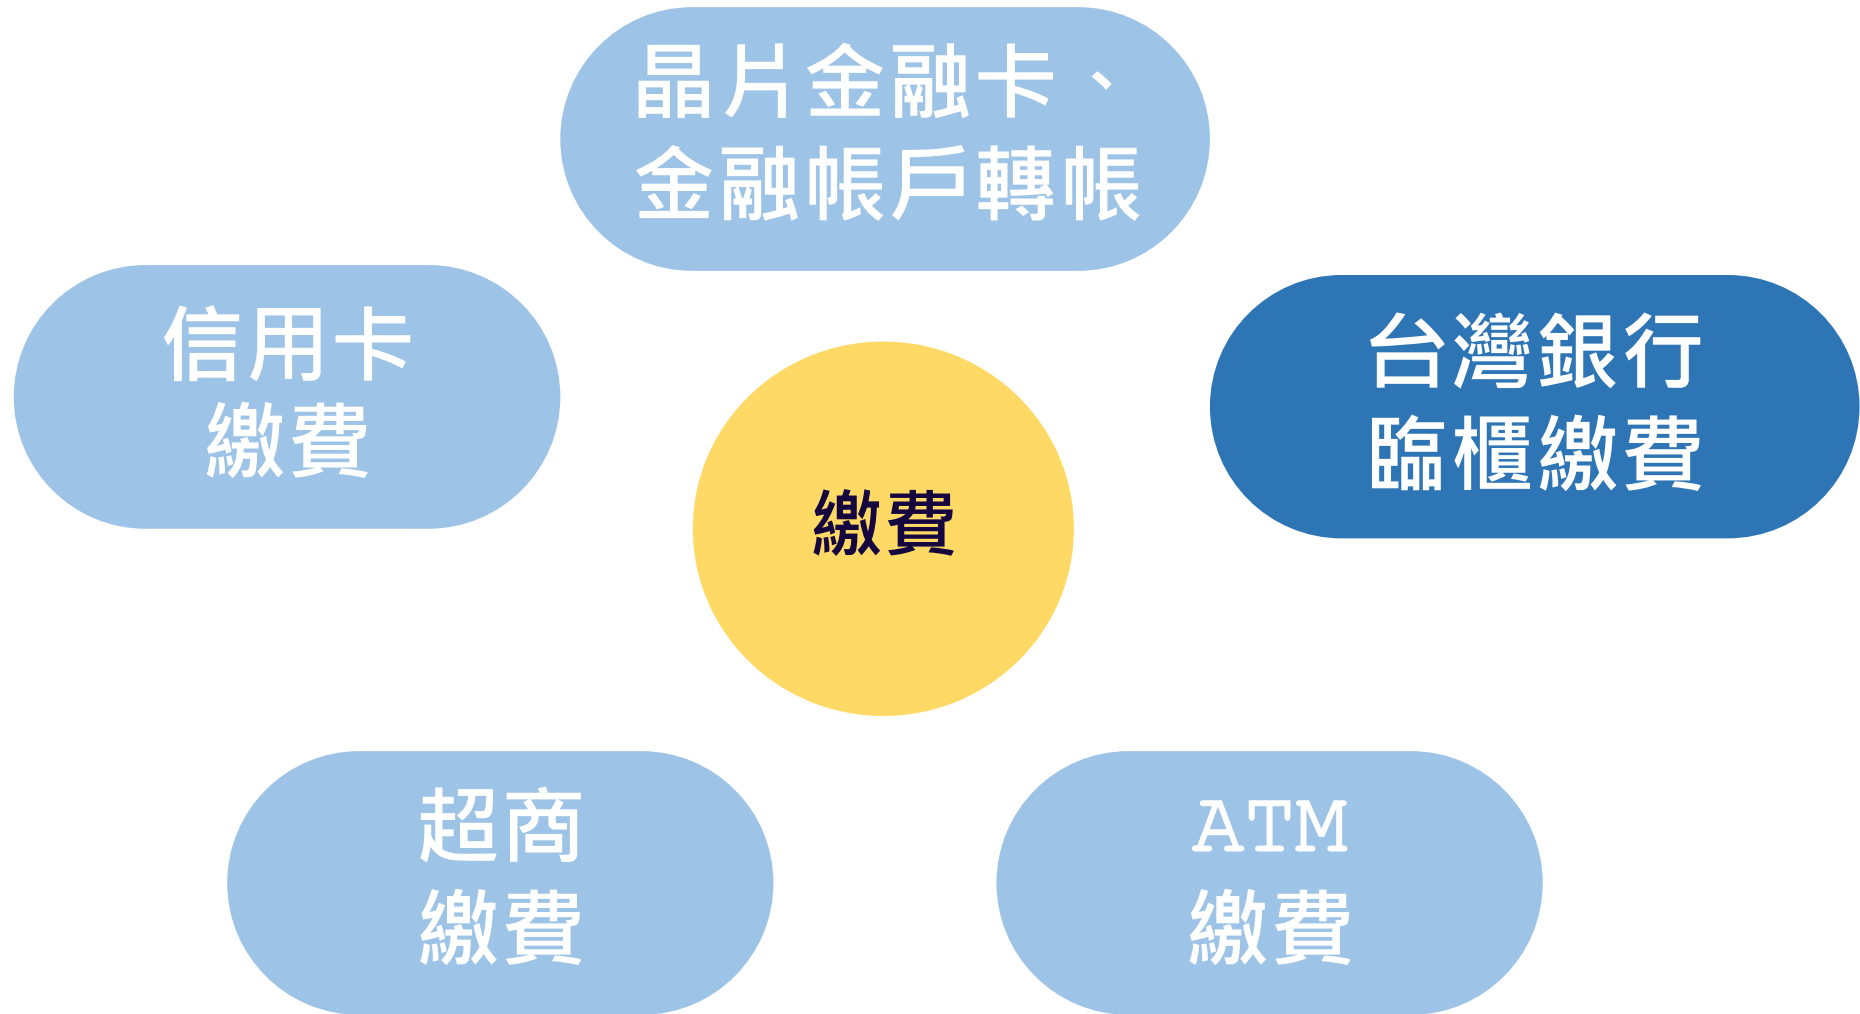 晶片金融卡、
金融帳戶轉帳
信用卡
繳費
台灣銀行
臨櫃繳費
繳費
超商
繳費
ATM
繳費